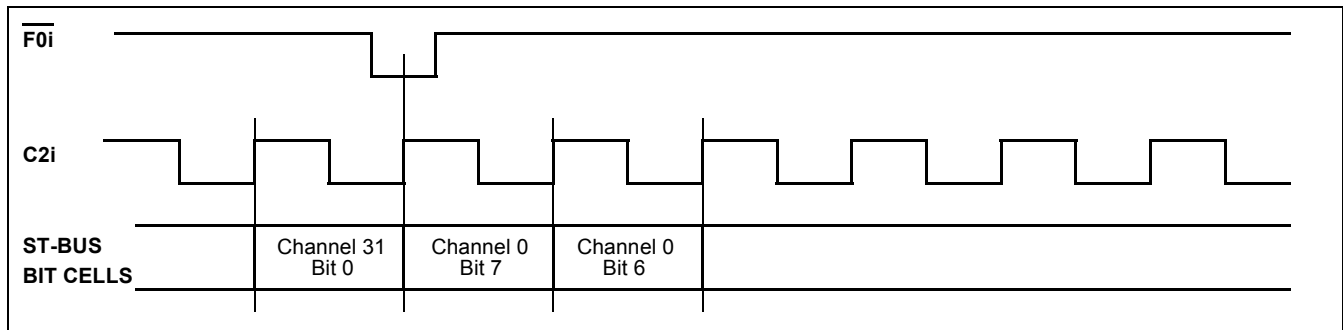 F0i
C2i
ST-BUS
BIT CELLS
Channel 31
Bit 0
Channel 0
Bit 7
Channel 0
Bit 6